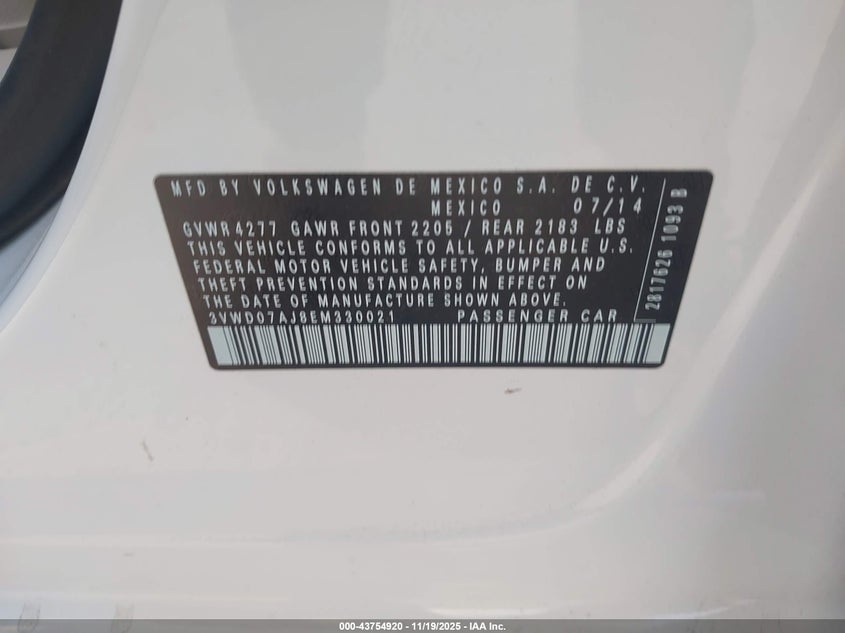 MFD BY VOLKSWAGEN DE MEXICO S.A. DE C.V.
MEXICO 07/14
GVWR 4277 GAWR FRONT 2205 / REAR 2183 LBS
THIS VEHICLE CONFORMS TO ALL APPLICABLE U.S.
FEDERAL MOTOR VEHICLE SAFETY, BUMPER AND
THEFT PREVENTION STANDARDS IN EFFECT ON
THE DATE OF MANUFACTURE SHOWN ABOVE.
3VWD07AJ8EM330021 PASSENGER CAR
2817626 1093 B
000-43754920 - 11/19/2025 - IAA Inc.